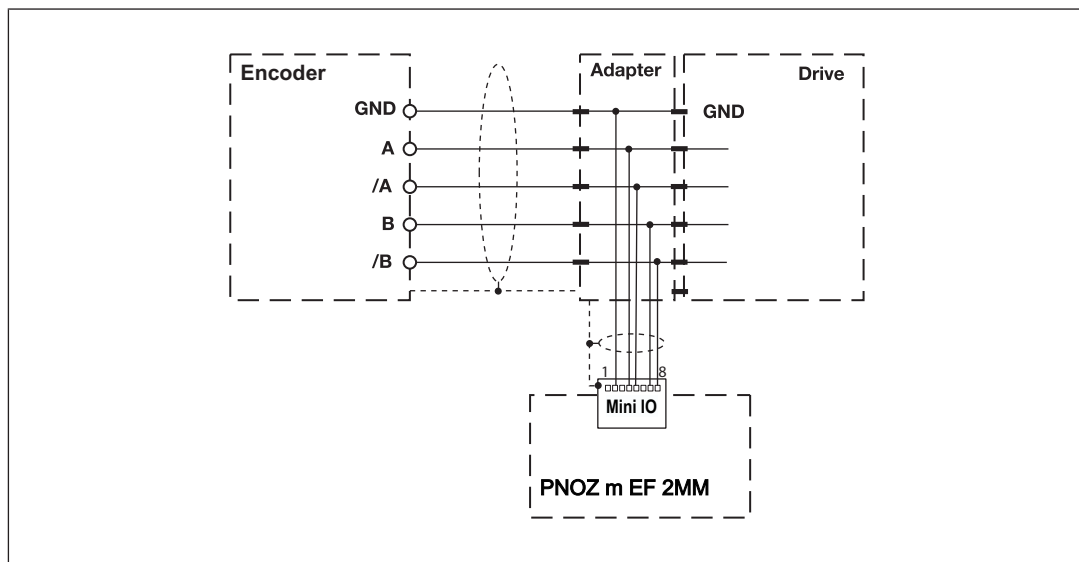 Encoder
Adapter
Drive
GND
GND
A
/A
B
/B
1
8
Mini IO
PNOZ m EF 2MM